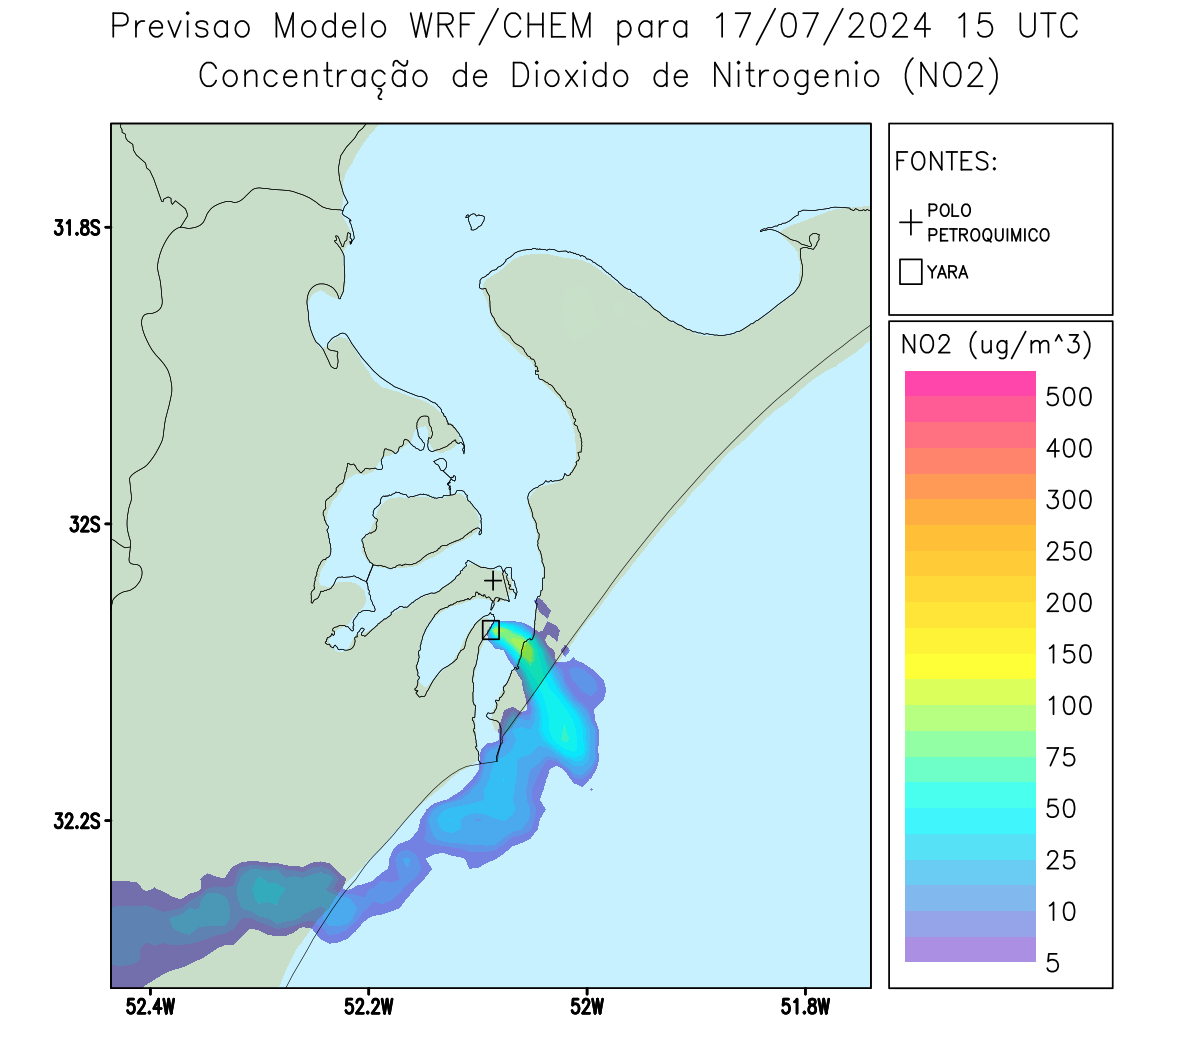 Previsao Modelo WRF/CHEM para 17/07/2024 15 UTC
Concentração de Dioxido de Nitrogenio (NO2)
FONTES:
POLO
PETROQUIMICO
YARA
NO2 (ug/m^3)
500
400
300
250
200
150
100
75
50
25
10
5
31.8S
32S
32.2S
52.4W
52.2W
52W
51.8W